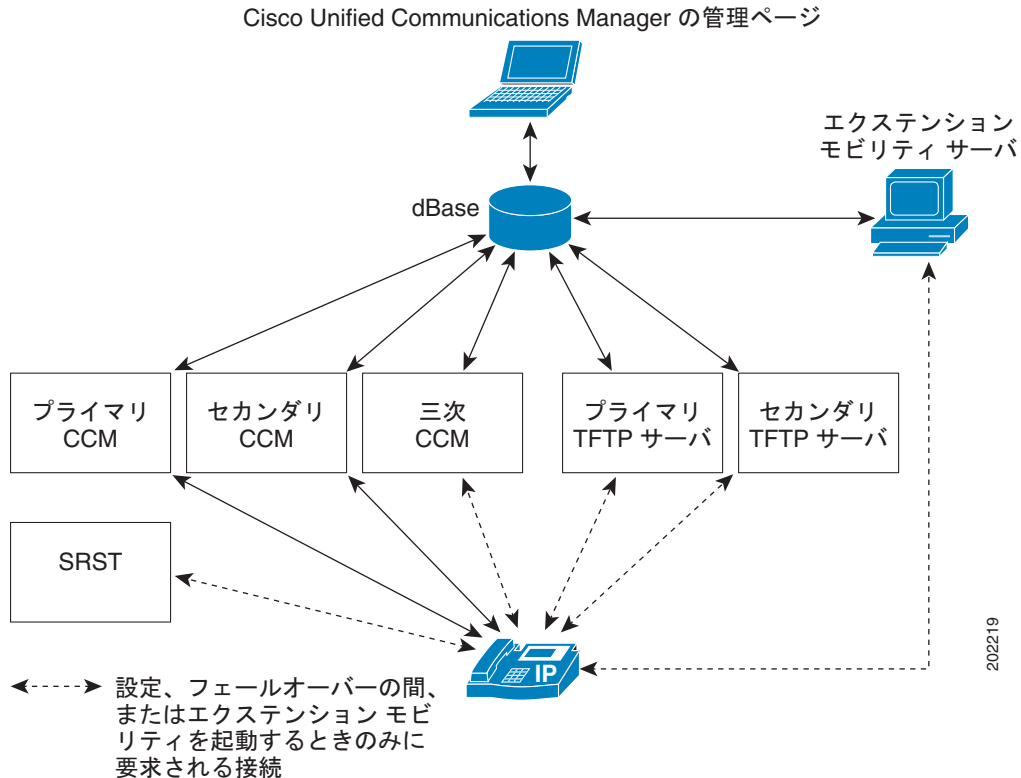 Cisco Unified Communications Manager の管理ページ
エクステンション
モビリティ サーバ
dBase
プライマリ
CCM
セカンダリ
CCM
三次
CCM
プライマリ
TFTP サーバ
セカンダリ
TFTP サーバ
SRST
IP
202219
設定、フェールオーバーの間、
またはエクステンション モビ
リティを起動するときのみに
要求される接続